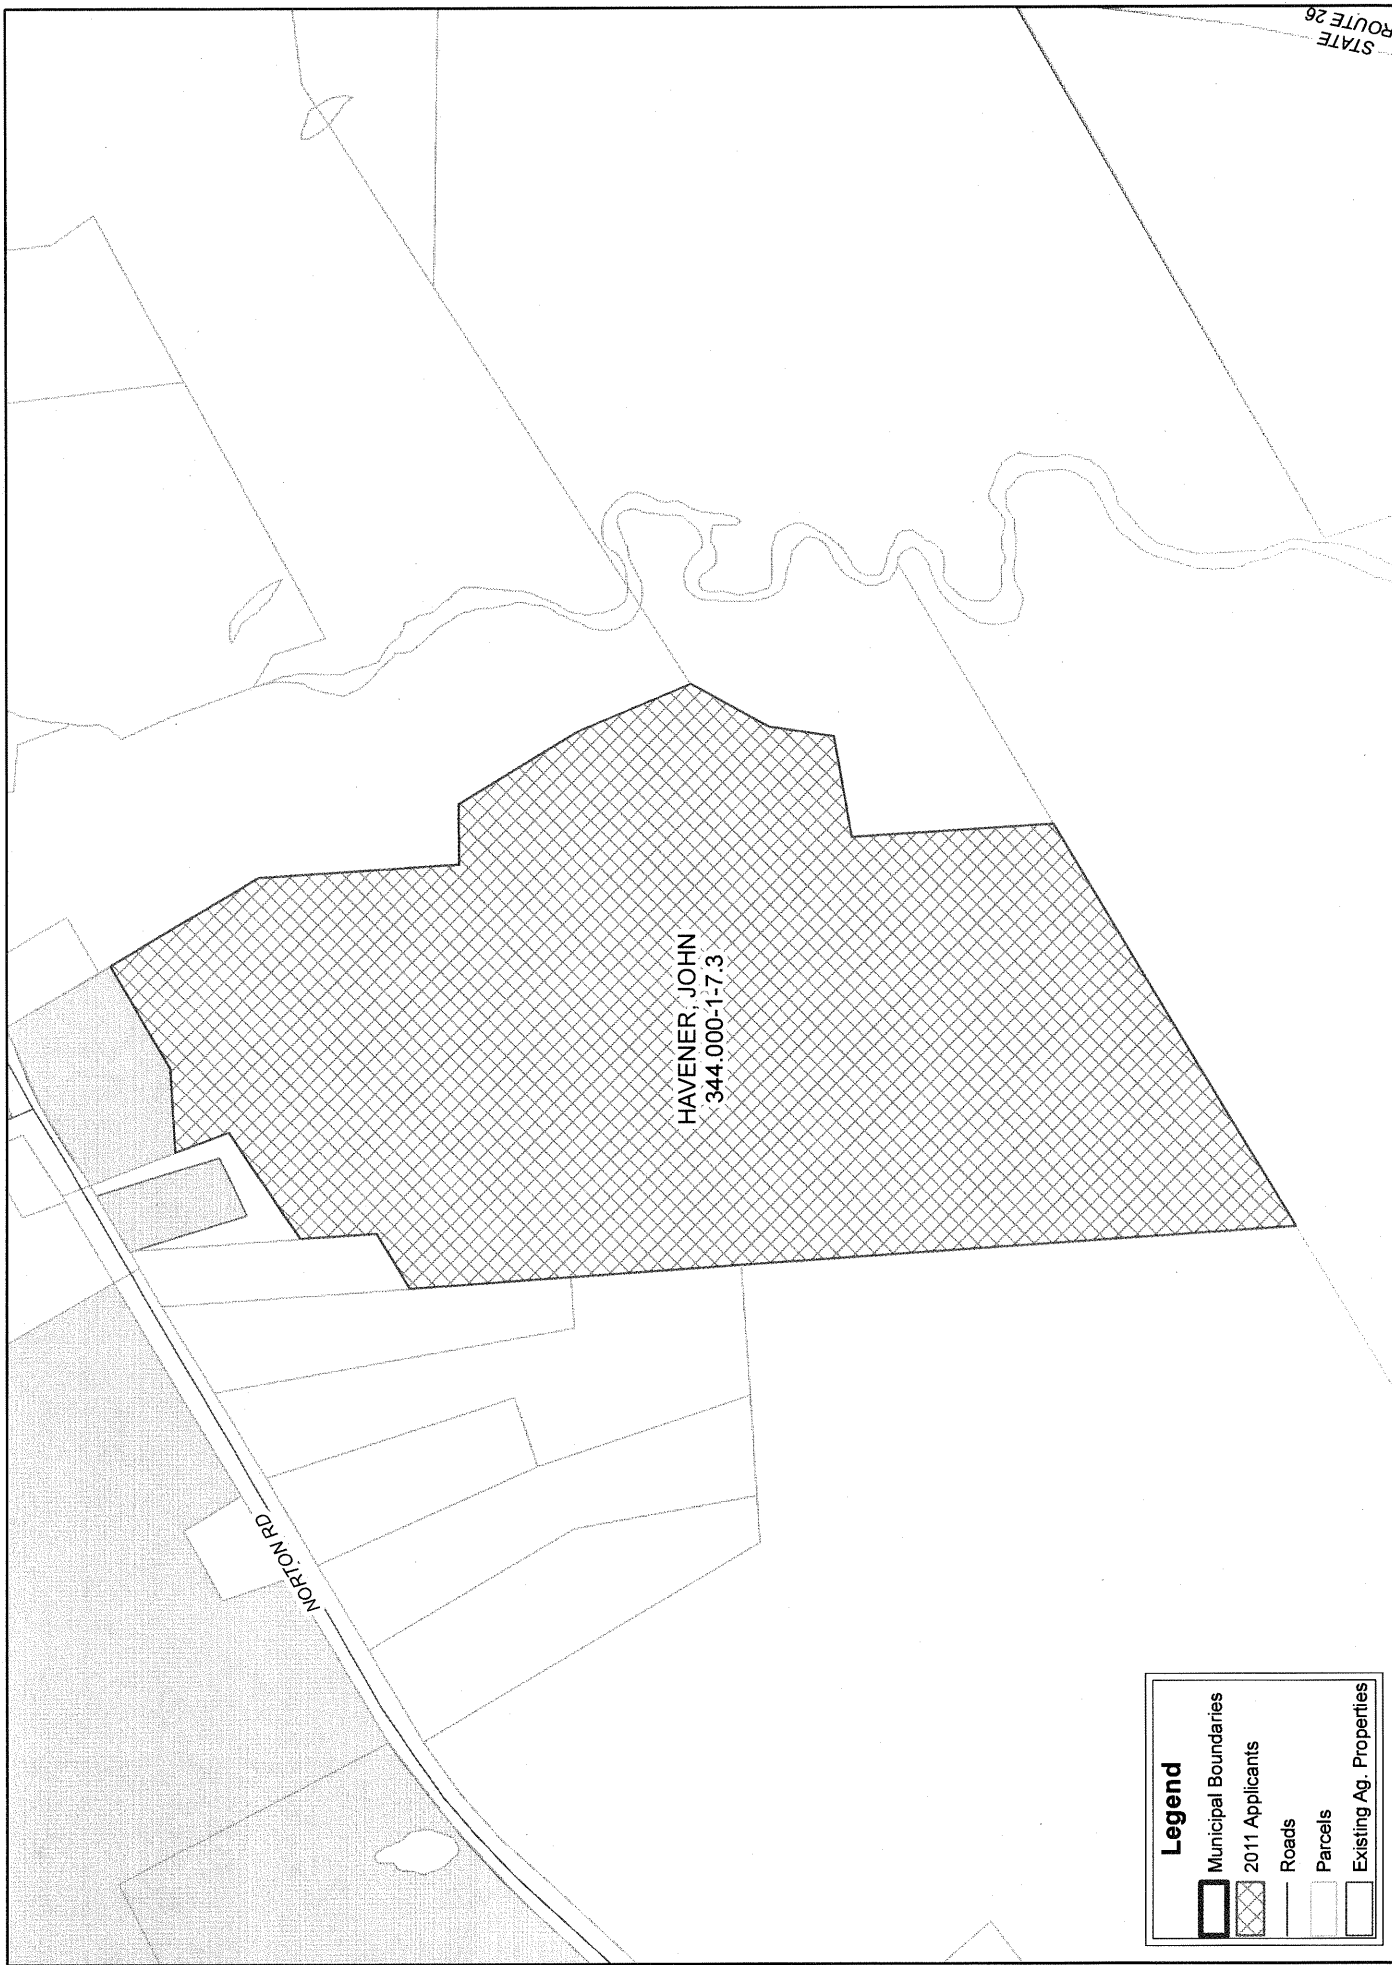 STATE
ROUTE 26
HAVENER, JOHN
344.000-1-7.3
NORTON RD
Legend
Municipal Boundaries
2011 Applicants
Roads
Parcels
Existing Ag. Properties